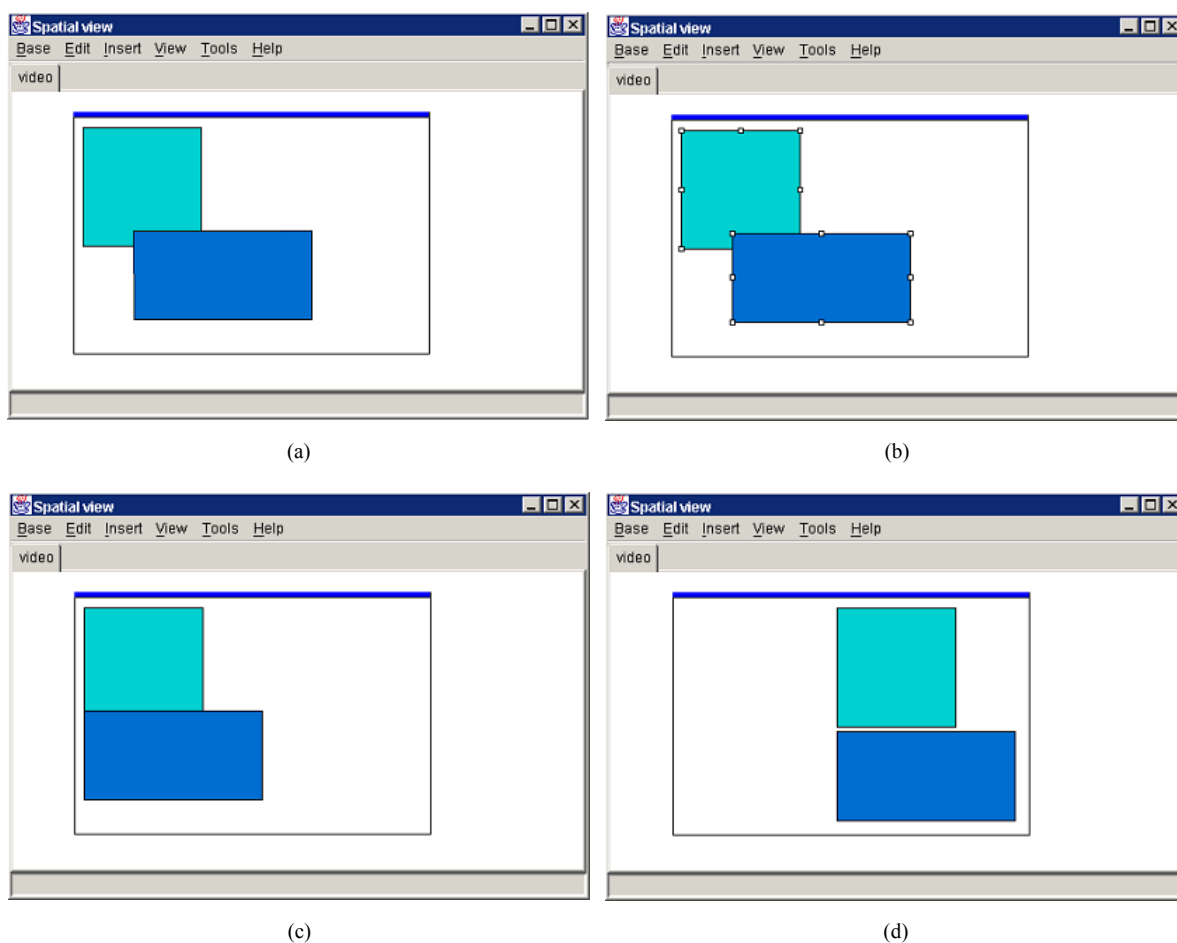 Spatial view
Base Edit Insert View Tools Help
video
(a)
Spatial view
Base Edit Insert View Tools Help
video
(b)
Spatial view
Base Edit Insert View Tools Help
video
(c)
Spatial view
Base Edit Insert View Tools Help
video
(d)